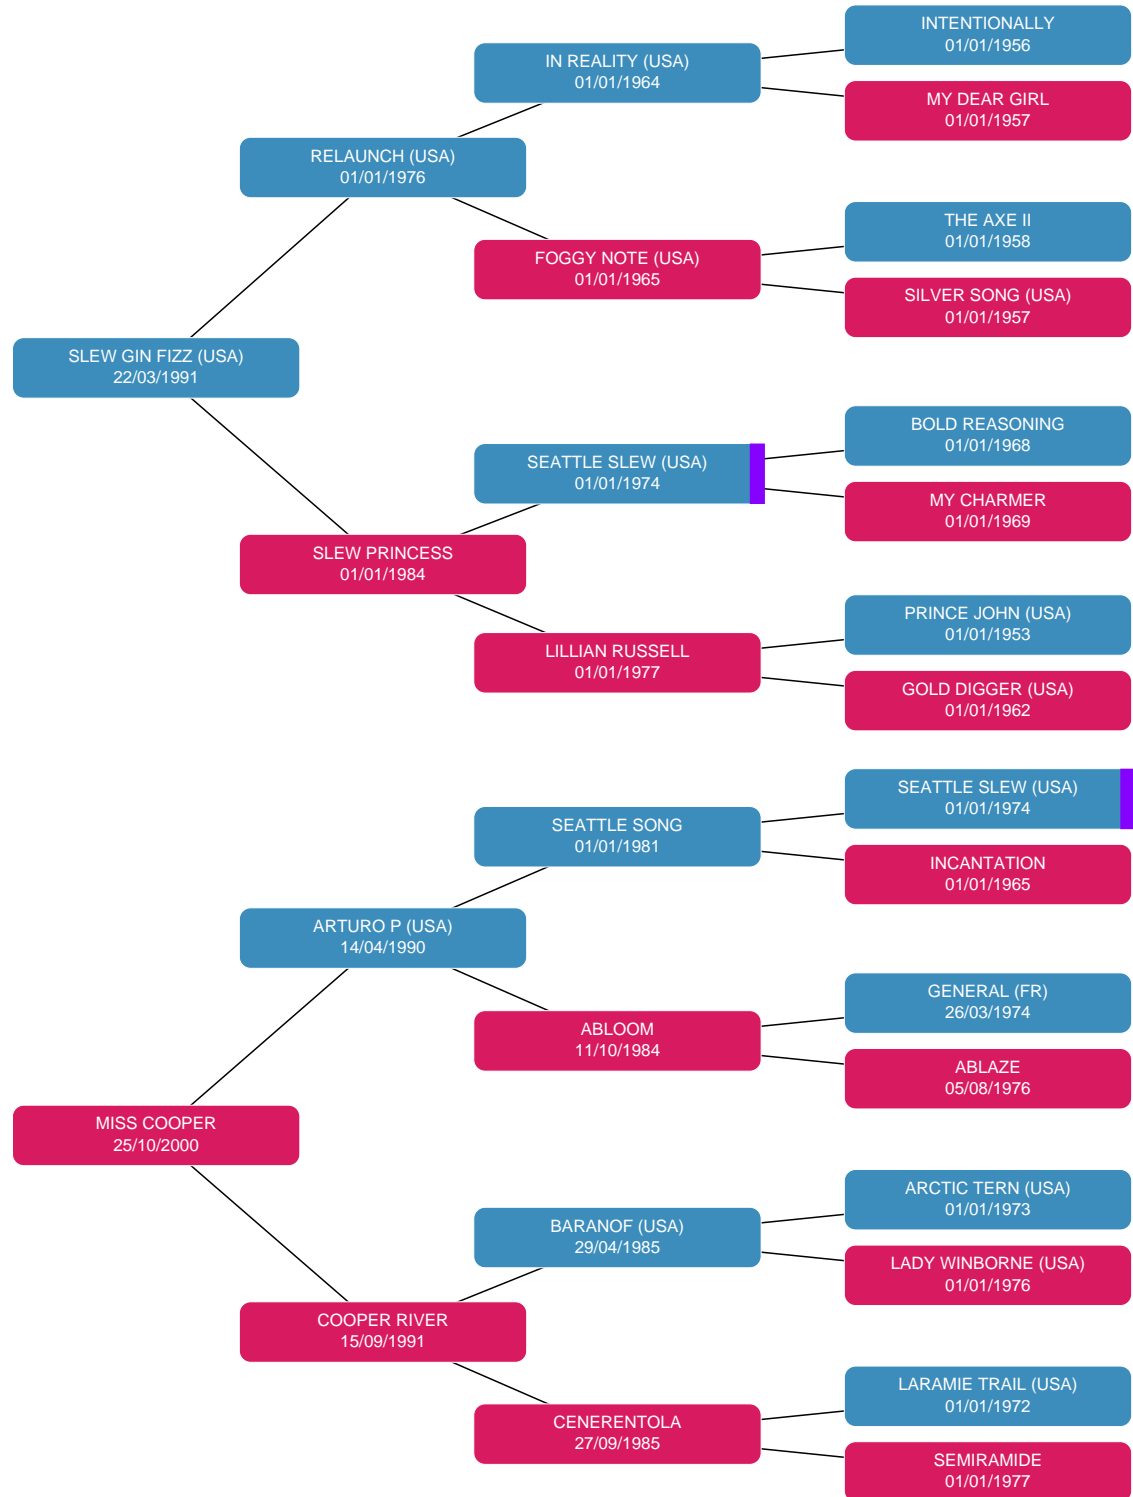 INTENTIONALLY
01/01/1956
IN REALITY (USA)
01/01/1964
MY DEAR GIRL
01/01/1957
RELAUNCH (USA)
01/01/1976
THE AXE II
01/01/1958
FOGGY NOTE (USA)
01/01/1965
SILVER SONG (USA)
01/01/1957
SLEW GIN FIZZ (USA)
22/03/1991
BOLD REASONING
01/01/1968
SEATTLE SLEW (USA)
01/01/1974
MY CHARMER
01/01/1969
SLEW PRINCESS
01/01/1984
PRINCE JOHN (USA)
01/01/1953
LILLIAN RUSSELL
01/01/1977
GOLD DIGGER (USA)
01/01/1962
SEATTLE SLEW (USA)
01/01/1974
SEATTLE SONG
01/01/1981
INCANTATION
01/01/1965
ARTURO P (USA)
14/04/1990
GENERAL (FR)
26/03/1974
ABLOOM
11/10/1984
ABLAZE
05/08/1976
MISS COOPER
25/10/2000
ARCTIC TERN (USA)
01/01/1973
BARANOF (USA)
29/04/1985
LADY WINBORNE (USA)
01/01/1976
COOPER RIVER
15/09/1991
LARAMIE TRAIL (USA)
01/01/1972
CENERENTOLA
27/09/1985
SEMIRAMIDE
01/01/1977